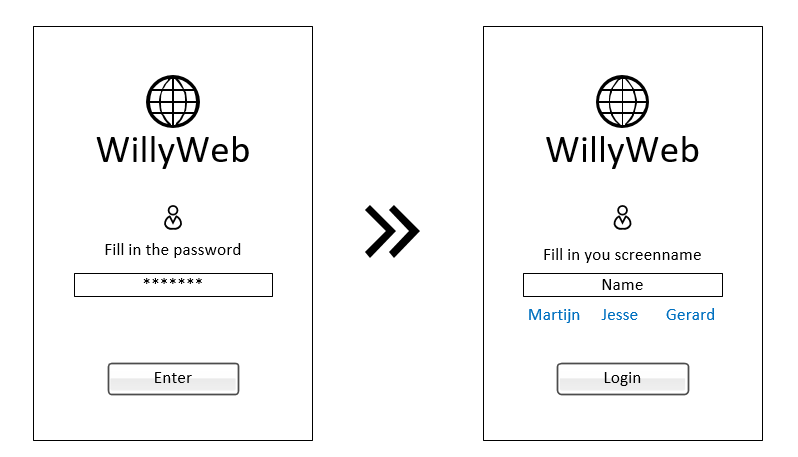 WillyWeb
Fill in the password
*******
Enter
WillyWeb
Fill in you screenname
Name
Martijn Jesse Gerard
Login